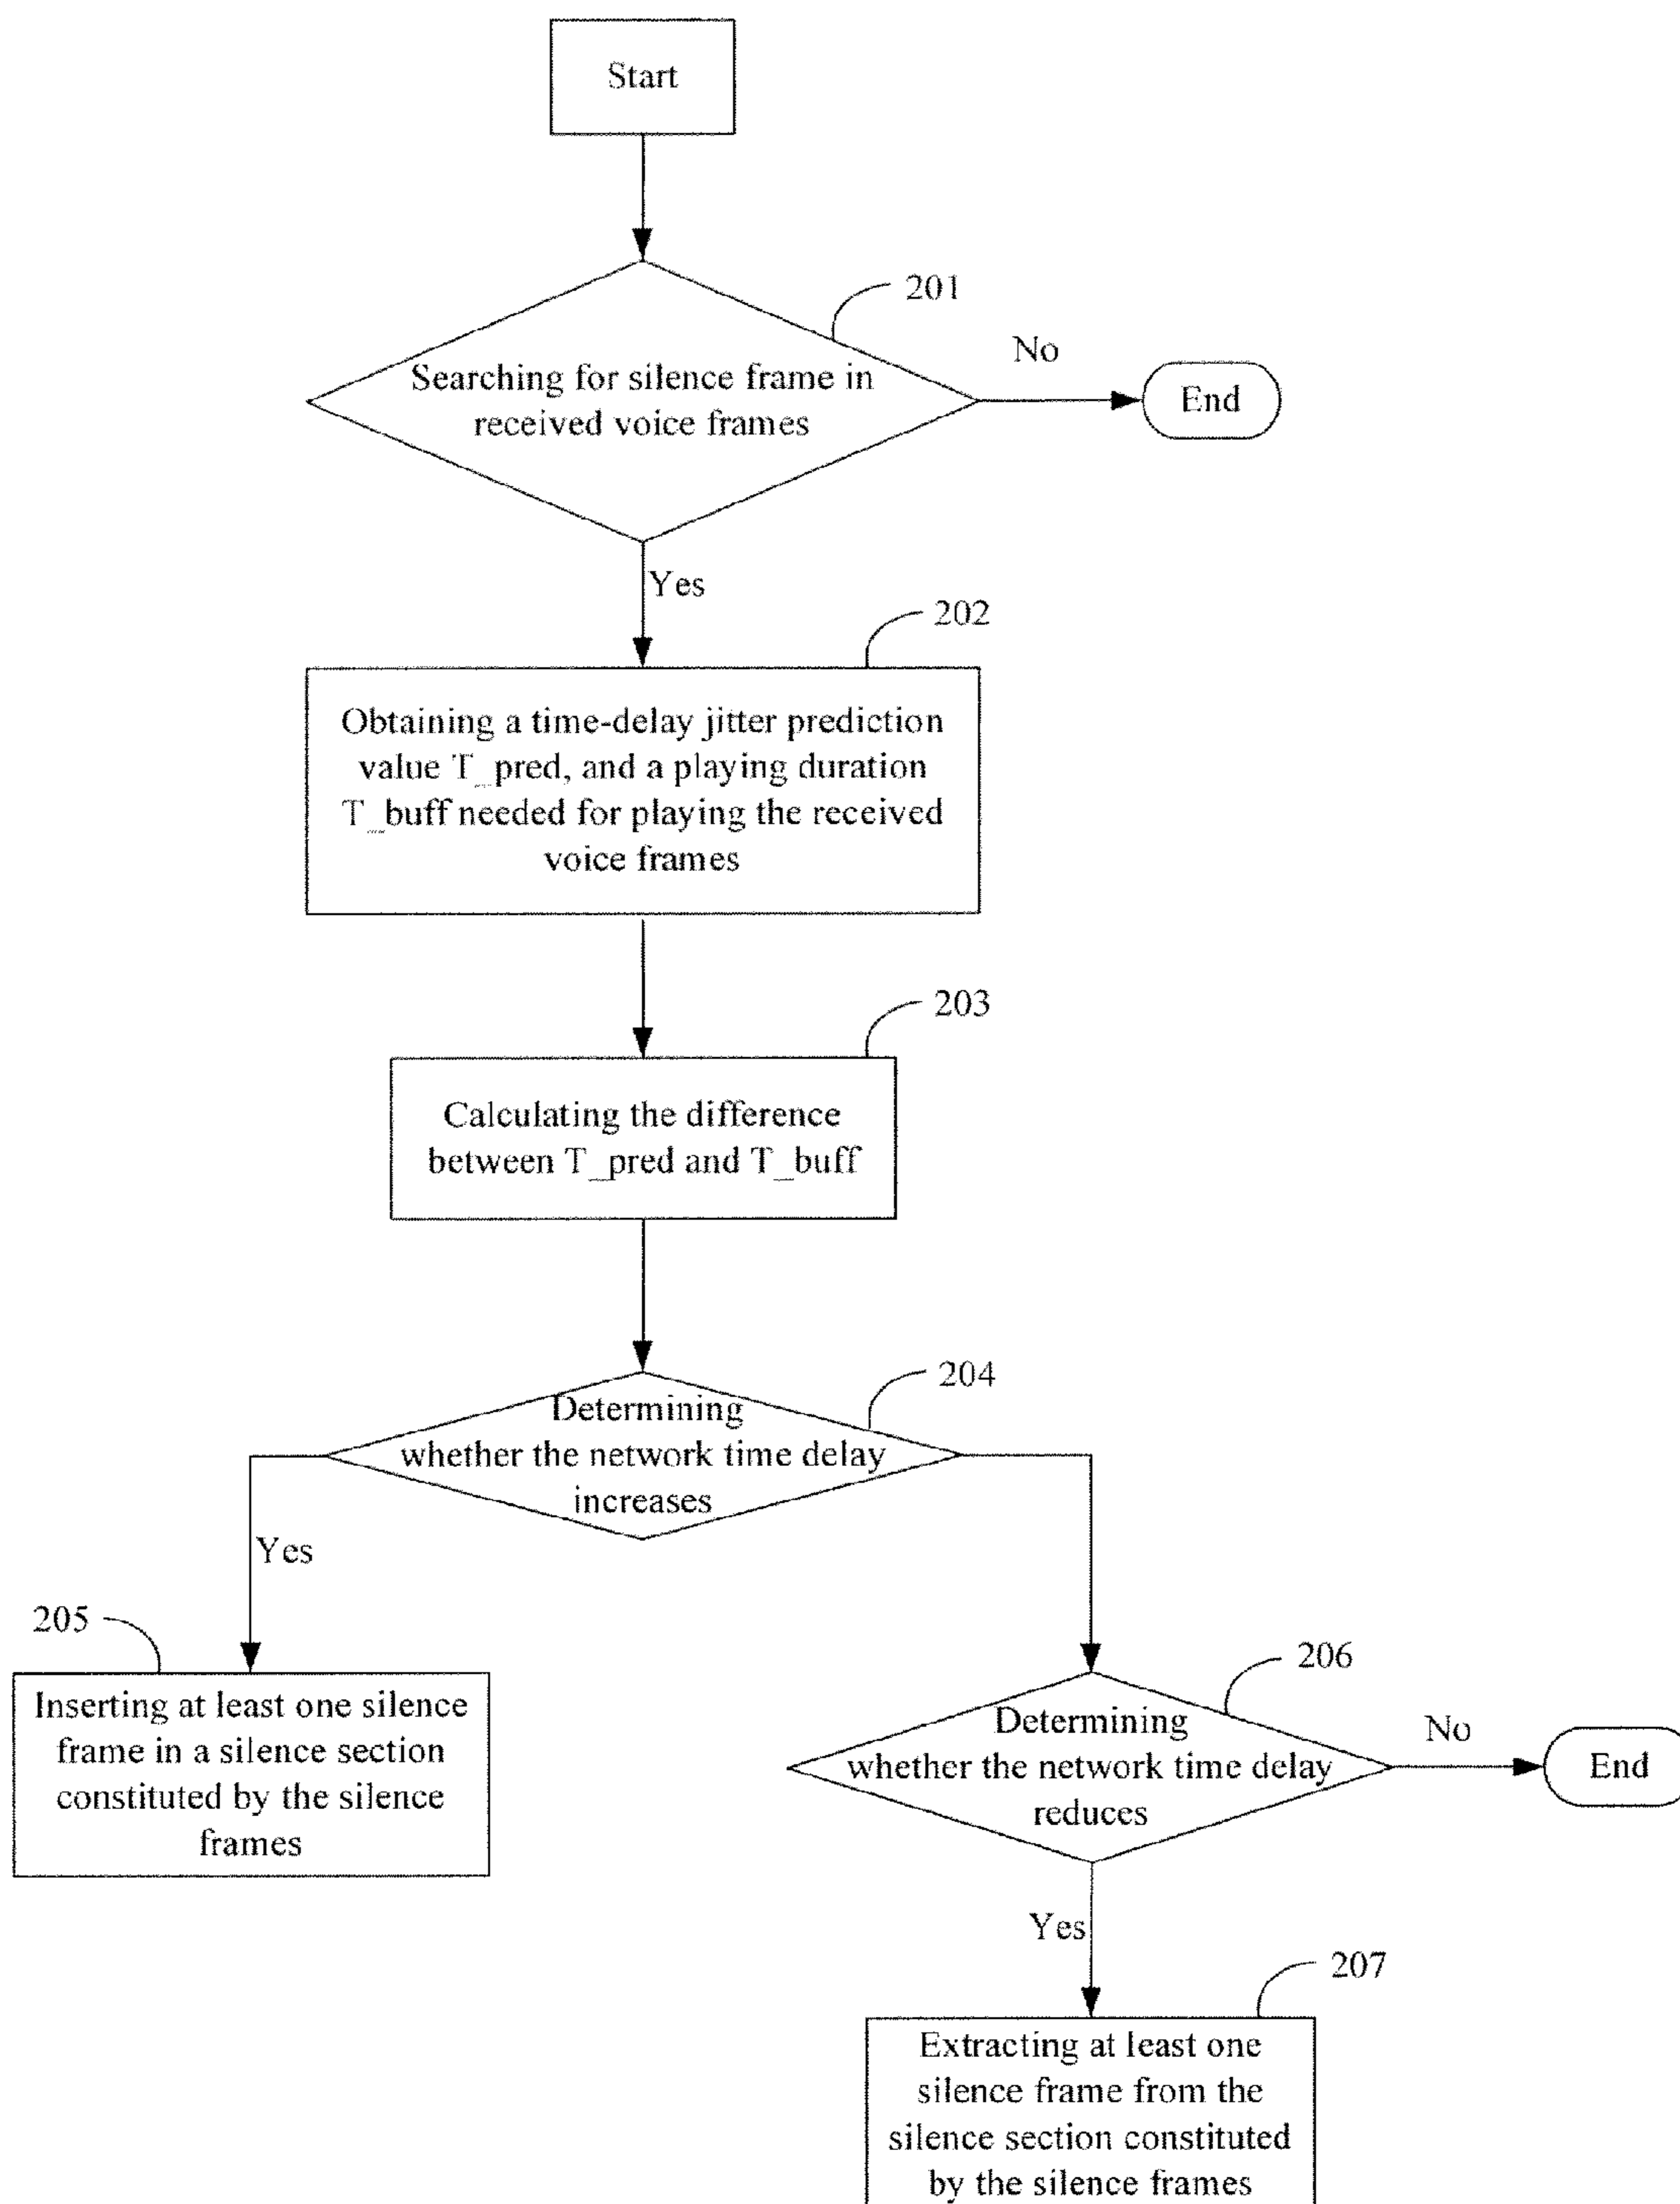 Start
201
Searching for silence frame in
received voice frames
No
End
Yes
202
Obtaining a time-delay jitter prediction
value T_pred, and a playing duration
T_buff needed for playing the received
voice frames
203
Calculating the difference
between T_pred and T_buff
204
Determining
whether the network time delay
increases
Yes
205
Inserting at least one silence
frame in a silence section
constituted by the silence
frames
206
Determining
whether the network time delay
reduces
No
End
Yes
207
Extracting at least one
silence frame from the
silence section constituted
by the silence frames